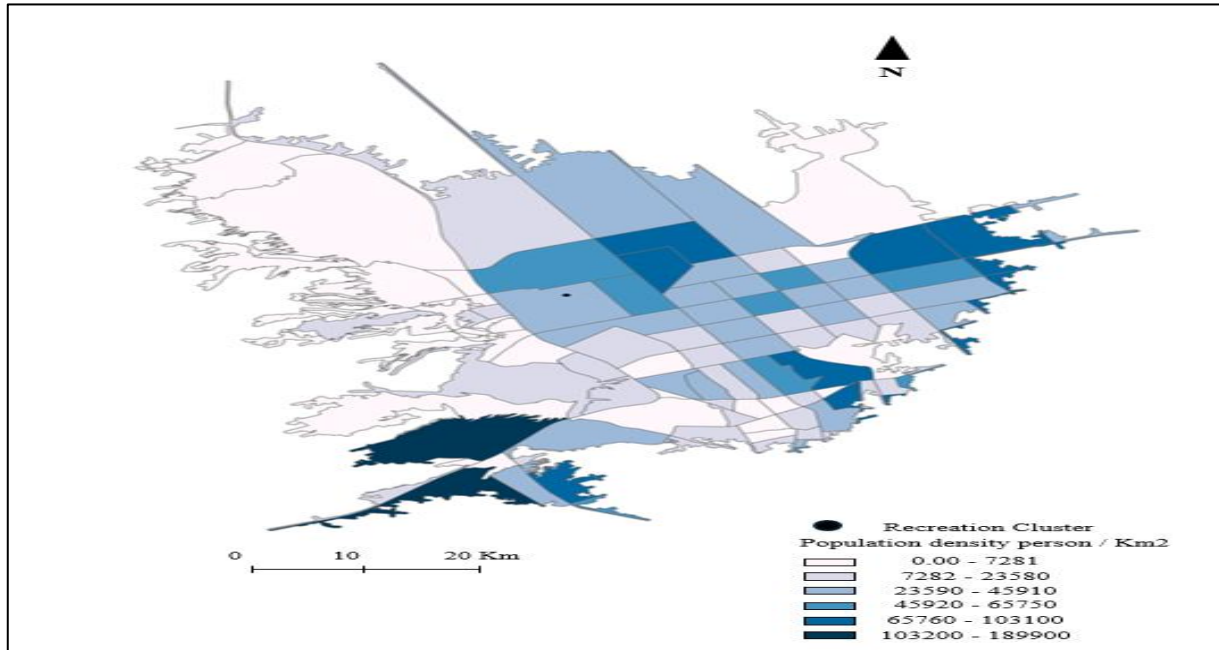 N
0 10 20 Km
Recreation Cluster
Population density person / Km2
0.00 - 7281
7282 - 23580
23590 - 45910
45920 - 65750
65760 - 103100
103200 - 189900